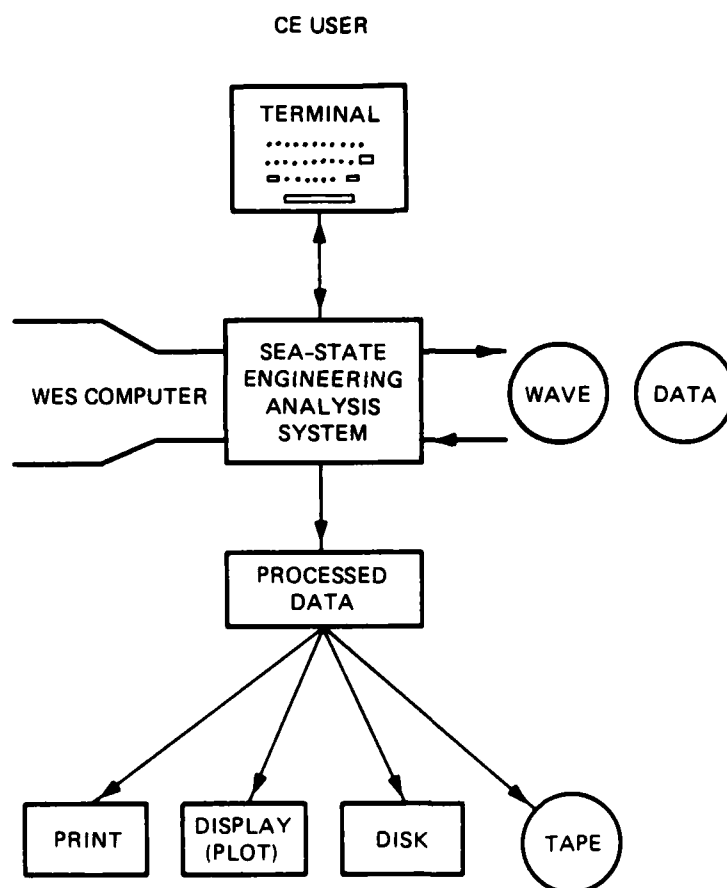 CE USER
TERMINAL
SEA-STATE
ENGINEERING
ANALYSIS
SYSTEM
WES COMPUTER
WAVE
DATA
PROCESSED
DATA
PRINT
DISPLAY
(PLOT)
DISK
TAPE